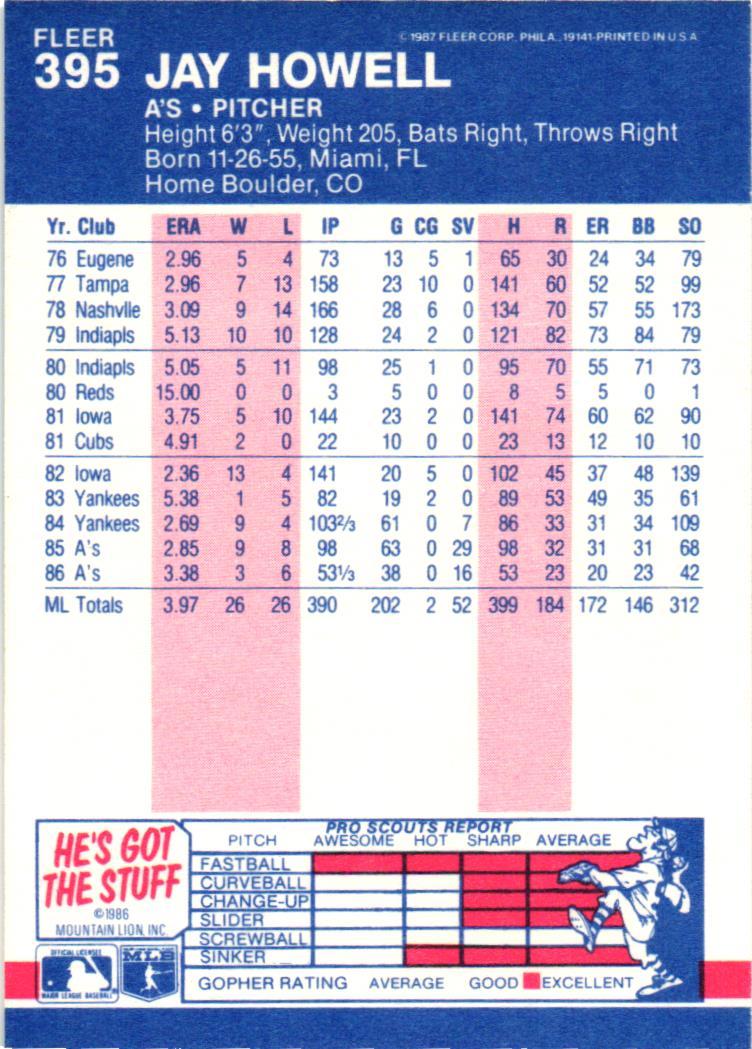 FLEER
© 1987 FLEER CORP. PHILA., 19141-PRINTED IN U S A
395 JAY HOWELL
A'S • PITCHER
Height 6'3", Weight 205, Bats Right, Throws Right
Born 11-26-55, Miami, FL
Home Boulder, CO
Yr. Club ERA W L IP G CG SV H R ER BB SO
76 Eugene 2.96 5 4 73 13 5 1 65 30 24 34 79
77 Tampa 2.96 7 13 158 23 10 0 141 60 52 52 99
78 Nashvlle 3.09 9 14 166 28 6 0 134 70 57 55 173
79 Indiapls 5.13 10 10 128 24 2 0 121 82 73 84 79
80 Indiapls 5.05 5 11 98 25 1 0 95 70 55 71 73
80 Reds 15.00 0 0 3 5 0 0 8 5 5 0 1
81 Iowa 3.75 5 10 144 23 2 0 141 74 60 62 90
81 Cubs 4.91 2 0 22 10 0 0 23 13 12 10 10
82 Iowa 2.36 13 4 141 20 5 0 102 45 37 48 139
83 Yankees 5.38 1 5 82 19 2 0 89 53 49 35 61
84 Yankees 2.69 9 4 103⅔ 61 0 7 86 33 31 34 109
85 A's 2.85 9 8 98 63 0 29 98 32 31 31 68
86 A's 3.38 3 6 53⅓ 38 0 16 53 23 20 23 42
ML Totals 3.97 26 26 390 202 2 52 399 184 172 146 312
HE'S GOT
THE STUFF
©1986
MOUNTAIN LION, INC.
OFFICIAL LICENSEE
MAJOR LEAGUE BASEBALL
MLB
PRO SCOUTS REPORT
PITCH AWESOME HOT SHARP AVERAGE
FASTBALL
CURVEBALL
CHANGE-UP
SLIDER
SCREWBALL
SINKER
GOPHER RATING AVERAGE GOOD EXCELLENT